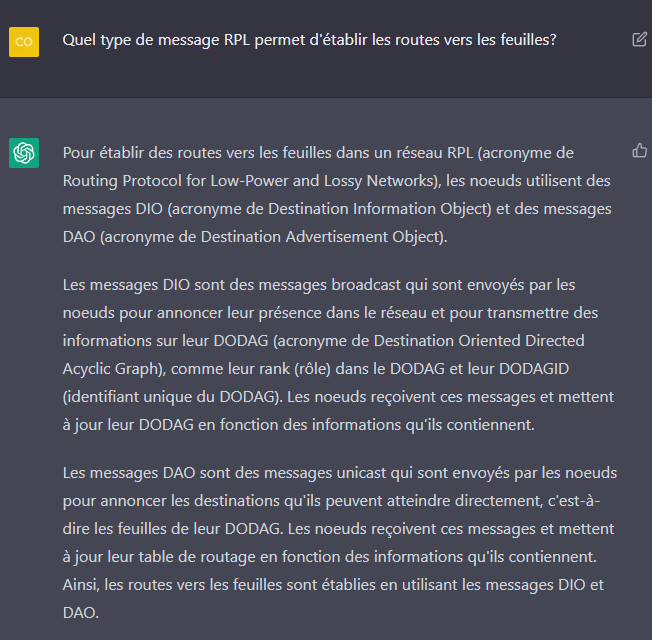 CO
Quel type de message RPL permet d'établir les routes vers les feuilles?
Pour établir des routes vers les feuilles dans un réseau RPL (acronyme de
Routing Protocol for Low-Power and Lossy Networks), les noeuds utilisent des
messages DIO (acronyme de Destination Information Object) et des messages
DAO (acronyme de Destination Advertisement Object).
Les messages DIO sont des messages broadcast qui sont envoyés par les
noeuds pour annoncer leur présence dans le réseau et pour transmettre des
informations sur leur DODAG (acronyme de Destination Oriented Directed
Acyclic Graph), comme leur rank (rôle) dans le DODAG et leur DODAGID
(identifiant unique du DODAG). Les noeuds reçoivent ces messages et mettent
à jour leur DODAG en fonction des informations qu'ils contiennent.
Les messages DAO sont des messages unicast qui sont envoyés par les noeuds
pour annoncer les destinations qu'ils peuvent atteindre directement, c'est-à-
dire les feuilles de leur DODAG. Les noeuds reçoivent ces messages et mettent
à jour leur table de routage en fonction des informations qu'ils contiennent.
Ainsi, les routes vers les feuilles sont établies en utilisant les messages DIO et
DAO.